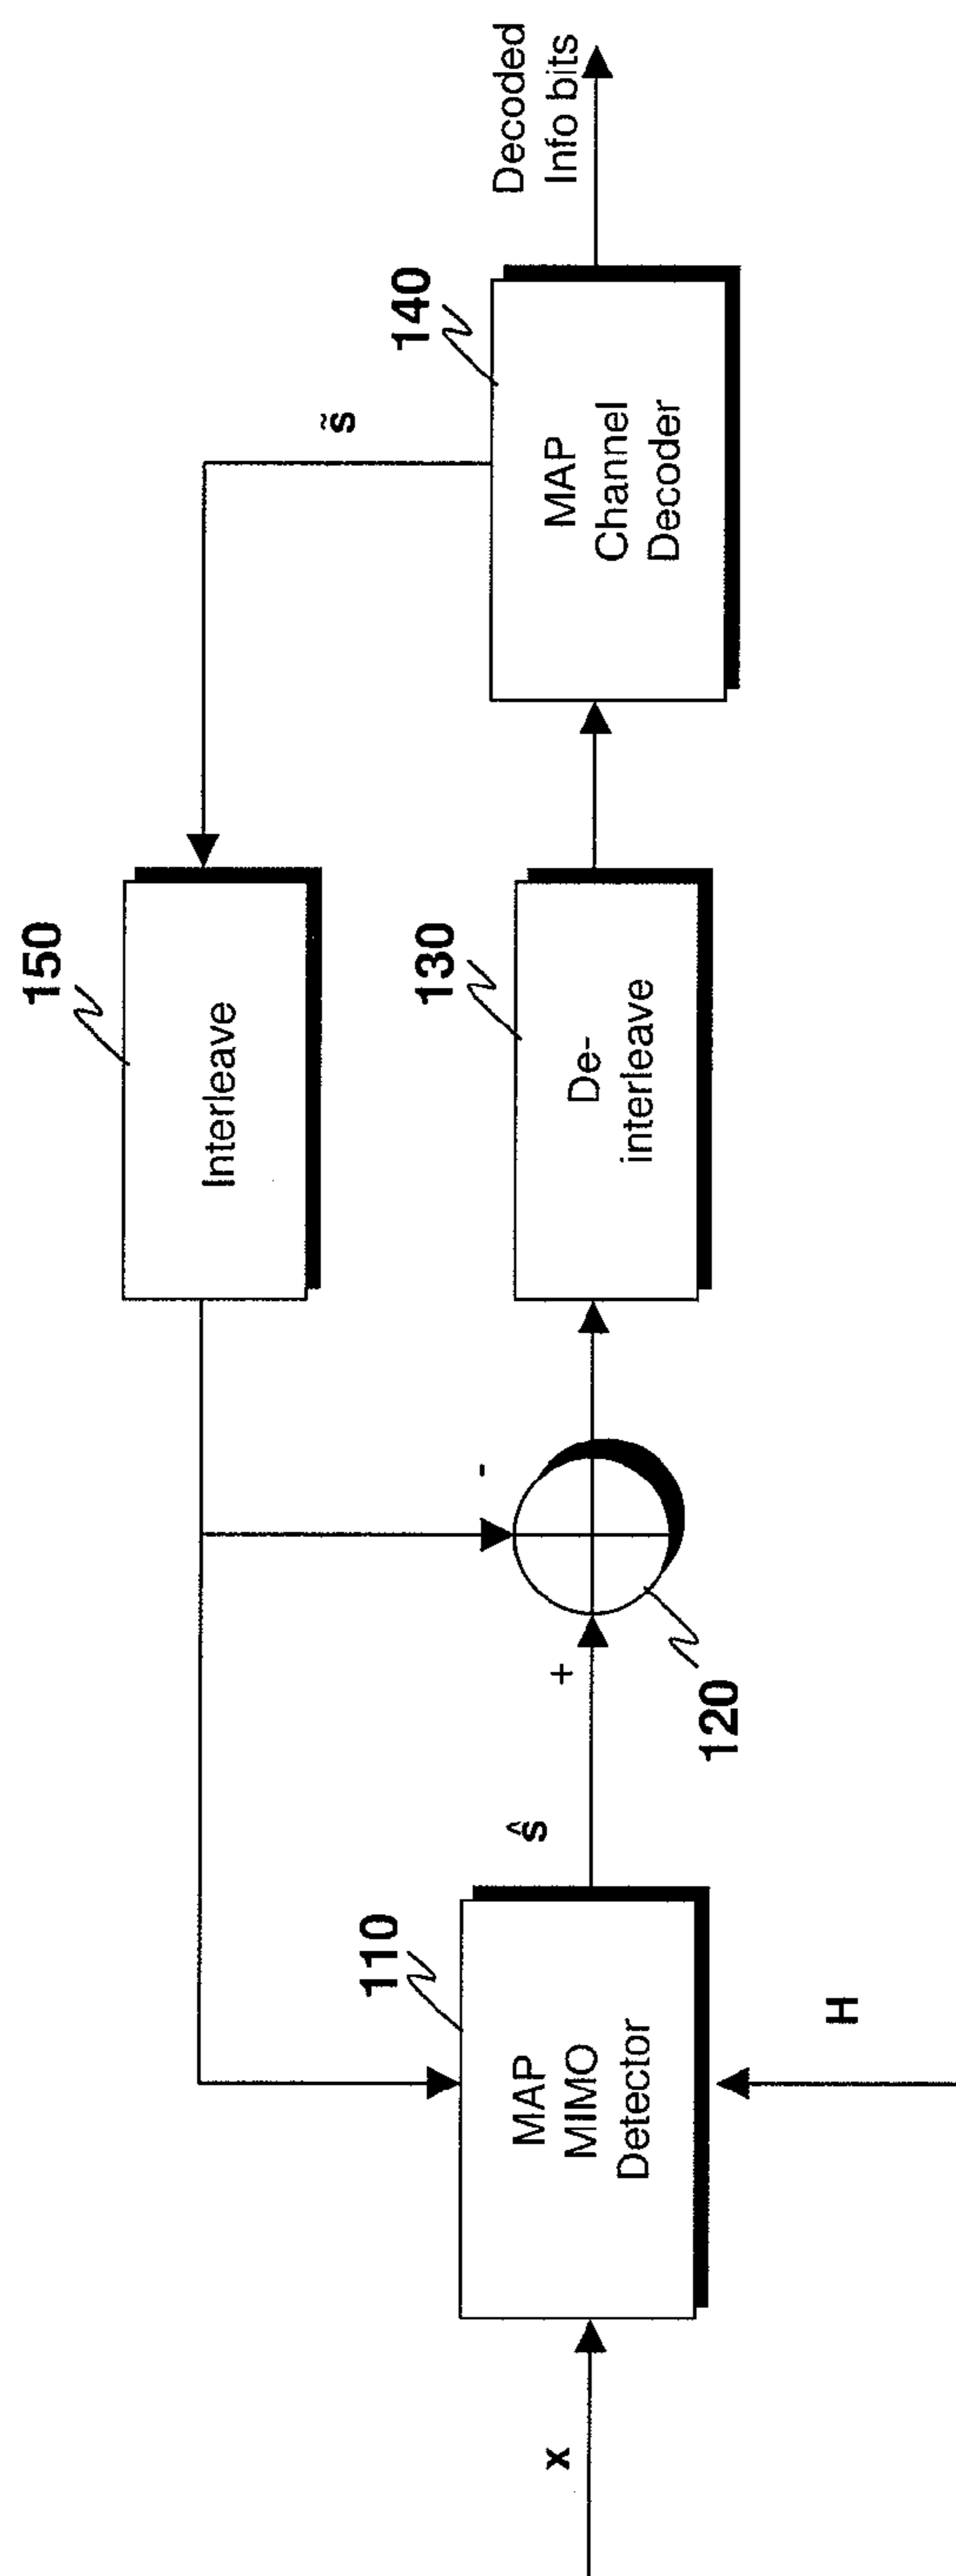 150
Interleave
s̃
140
MAP
Channel
Decoder
Decoded
Info bits
130
De-
interleave
-
+
120
ŝ
110
MAP
MIMO
Detector
H
x